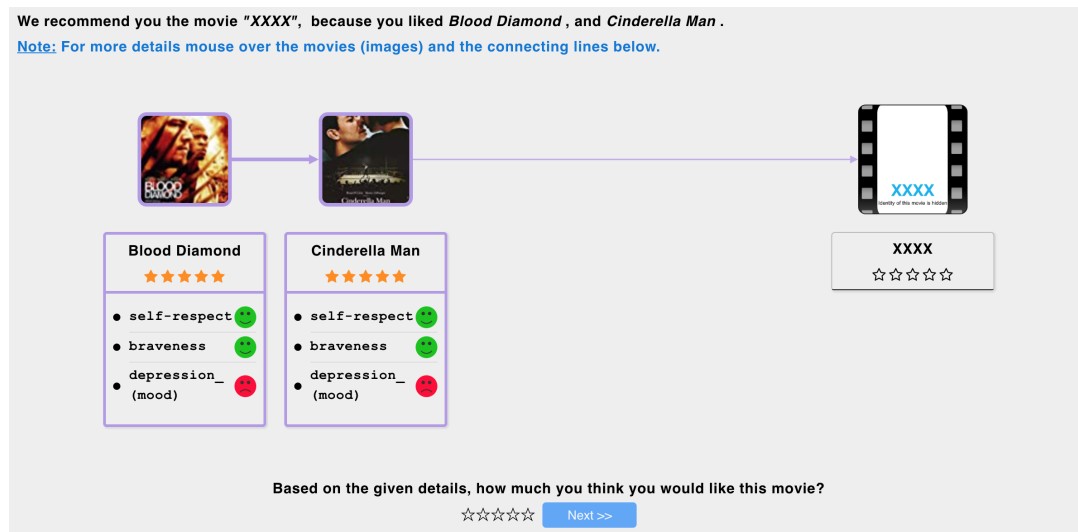 We recommend you the movie "XXXX", because you liked Blood Diamond , and Cinderella Man .
Note: For more details mouse over the movies (images) and the connecting lines below.
BLOOD
DIAMOND
Cinderella Man
XXXX
Identity of this movie is hidden
Blood Diamond
self-respect
braveness
depression_
(mood)
Cinderella Man
self-respect
braveness
depression_
(mood)
XXXX
Based on the given details, how much you think you would like this movie?
Next >>